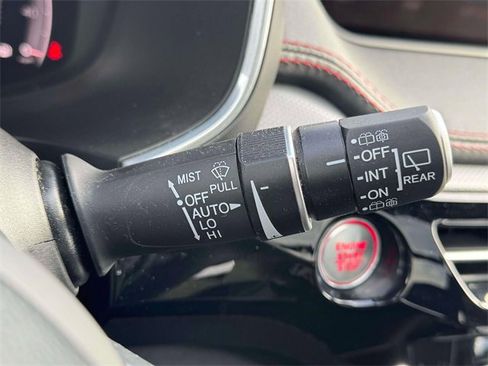 MIST
PULL
OFF
AUTO
LO
HI
OFF
INT
ON
REAR
ENGINE
START
STOP